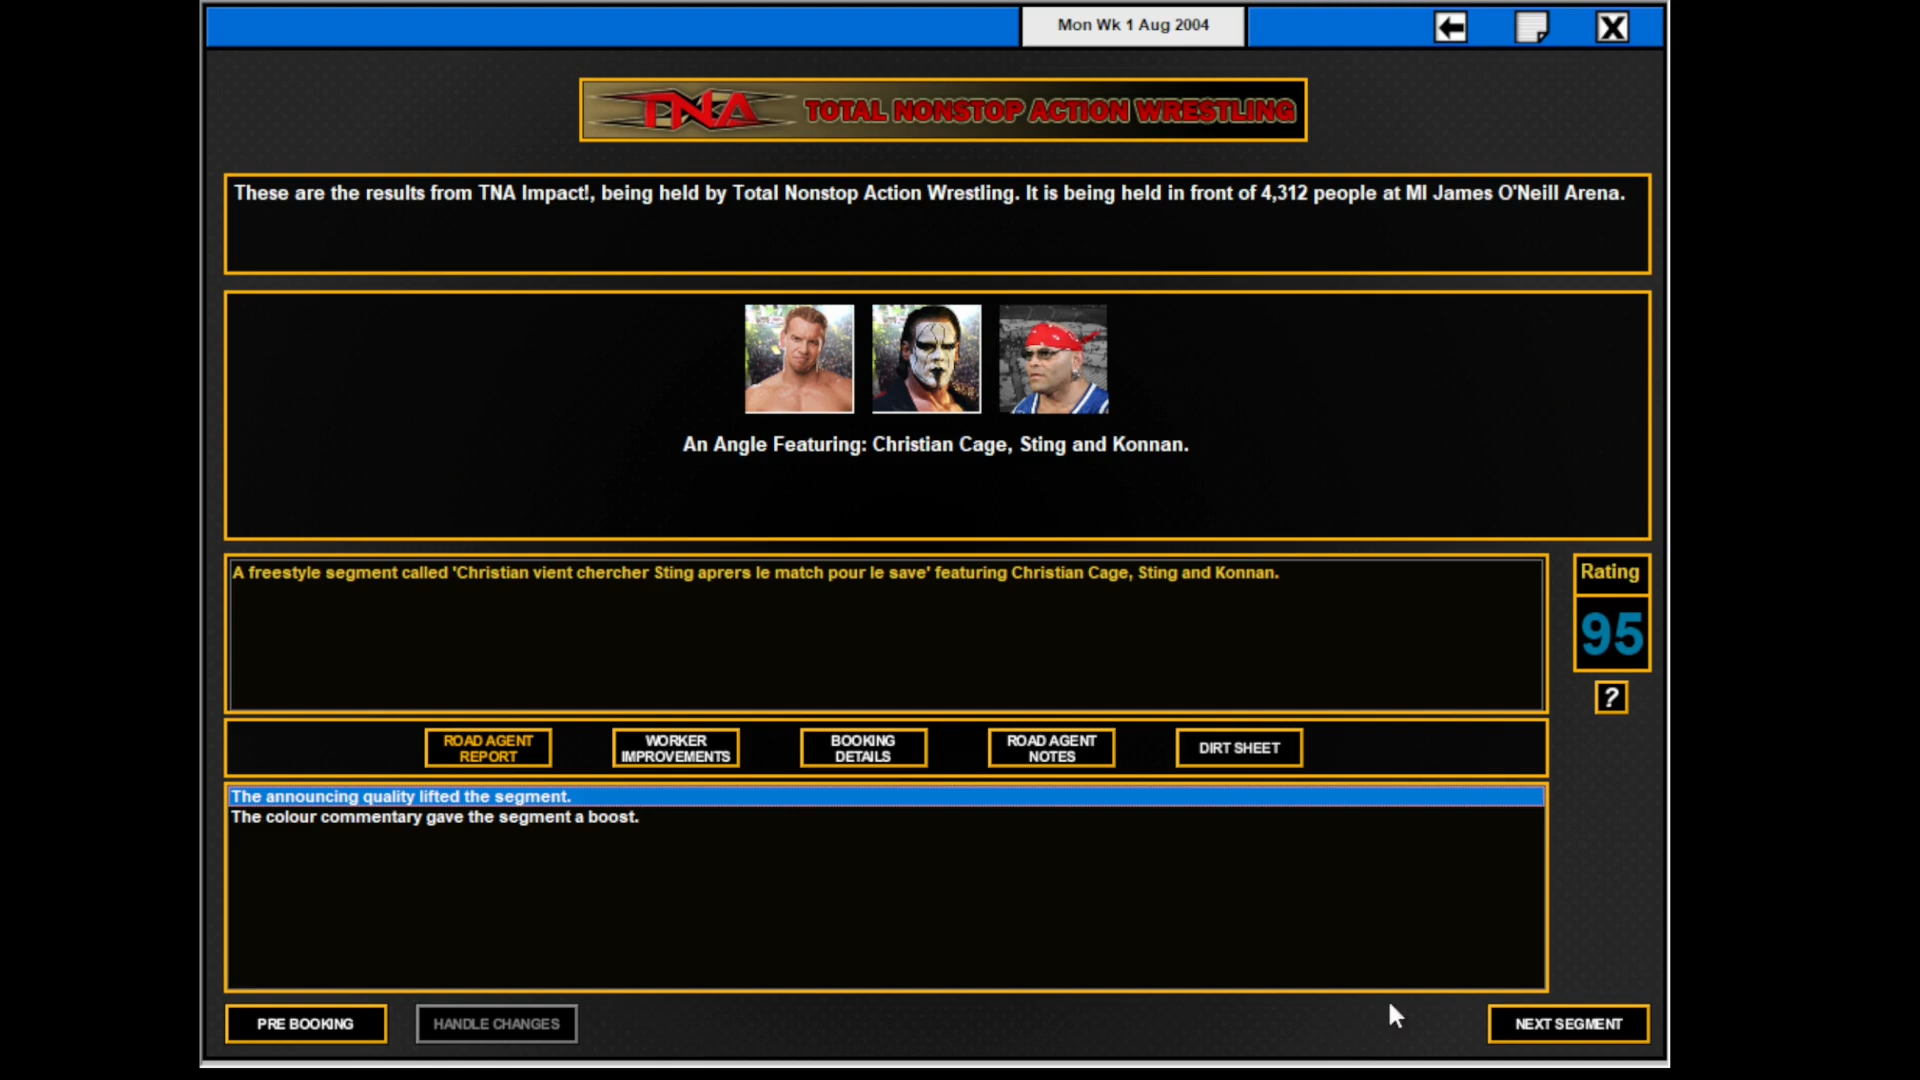 Mon Wk 1 Aug 2004
TNA TOTAL NONSTOP ACTION WRESTLING
These are the results from TNA Impact!, being held by Total Nonstop Action Wrestling. It is being held in front of 4,312 people at MI James O'Neill Arena.
An Angle Featuring: Christian Cage, Sting and Konnan.
A freestyle segment called 'Christian vient chercher Sting aprers le match pour le save' featuring Christian Cage, Sting and Konnan.
Rating
95
?
ROAD AGENT
REPORT
WORKER
IMPROVEMENTS
BOOKING
DETAILS
ROAD AGENT
NOTES
DIRT SHEET
The announcing quality lifted the segment.
The colour commentary gave the segment a boost.
PRE BOOKING
HANDLE CHANGES
NEXT SEGMENT